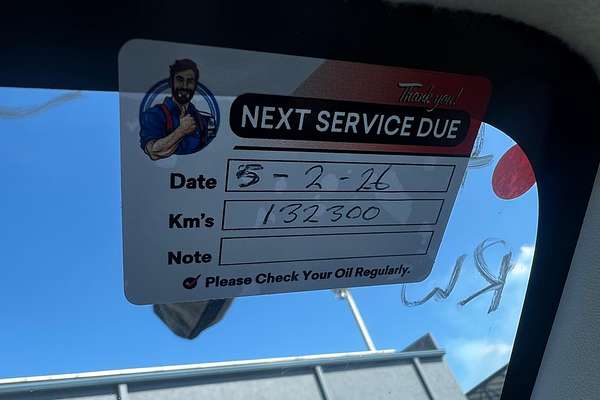 Thank you!
NEXT SERVICE DUE
Date 5-2-26
Km's 132300
Note
Please Check Your Oil Regularly.